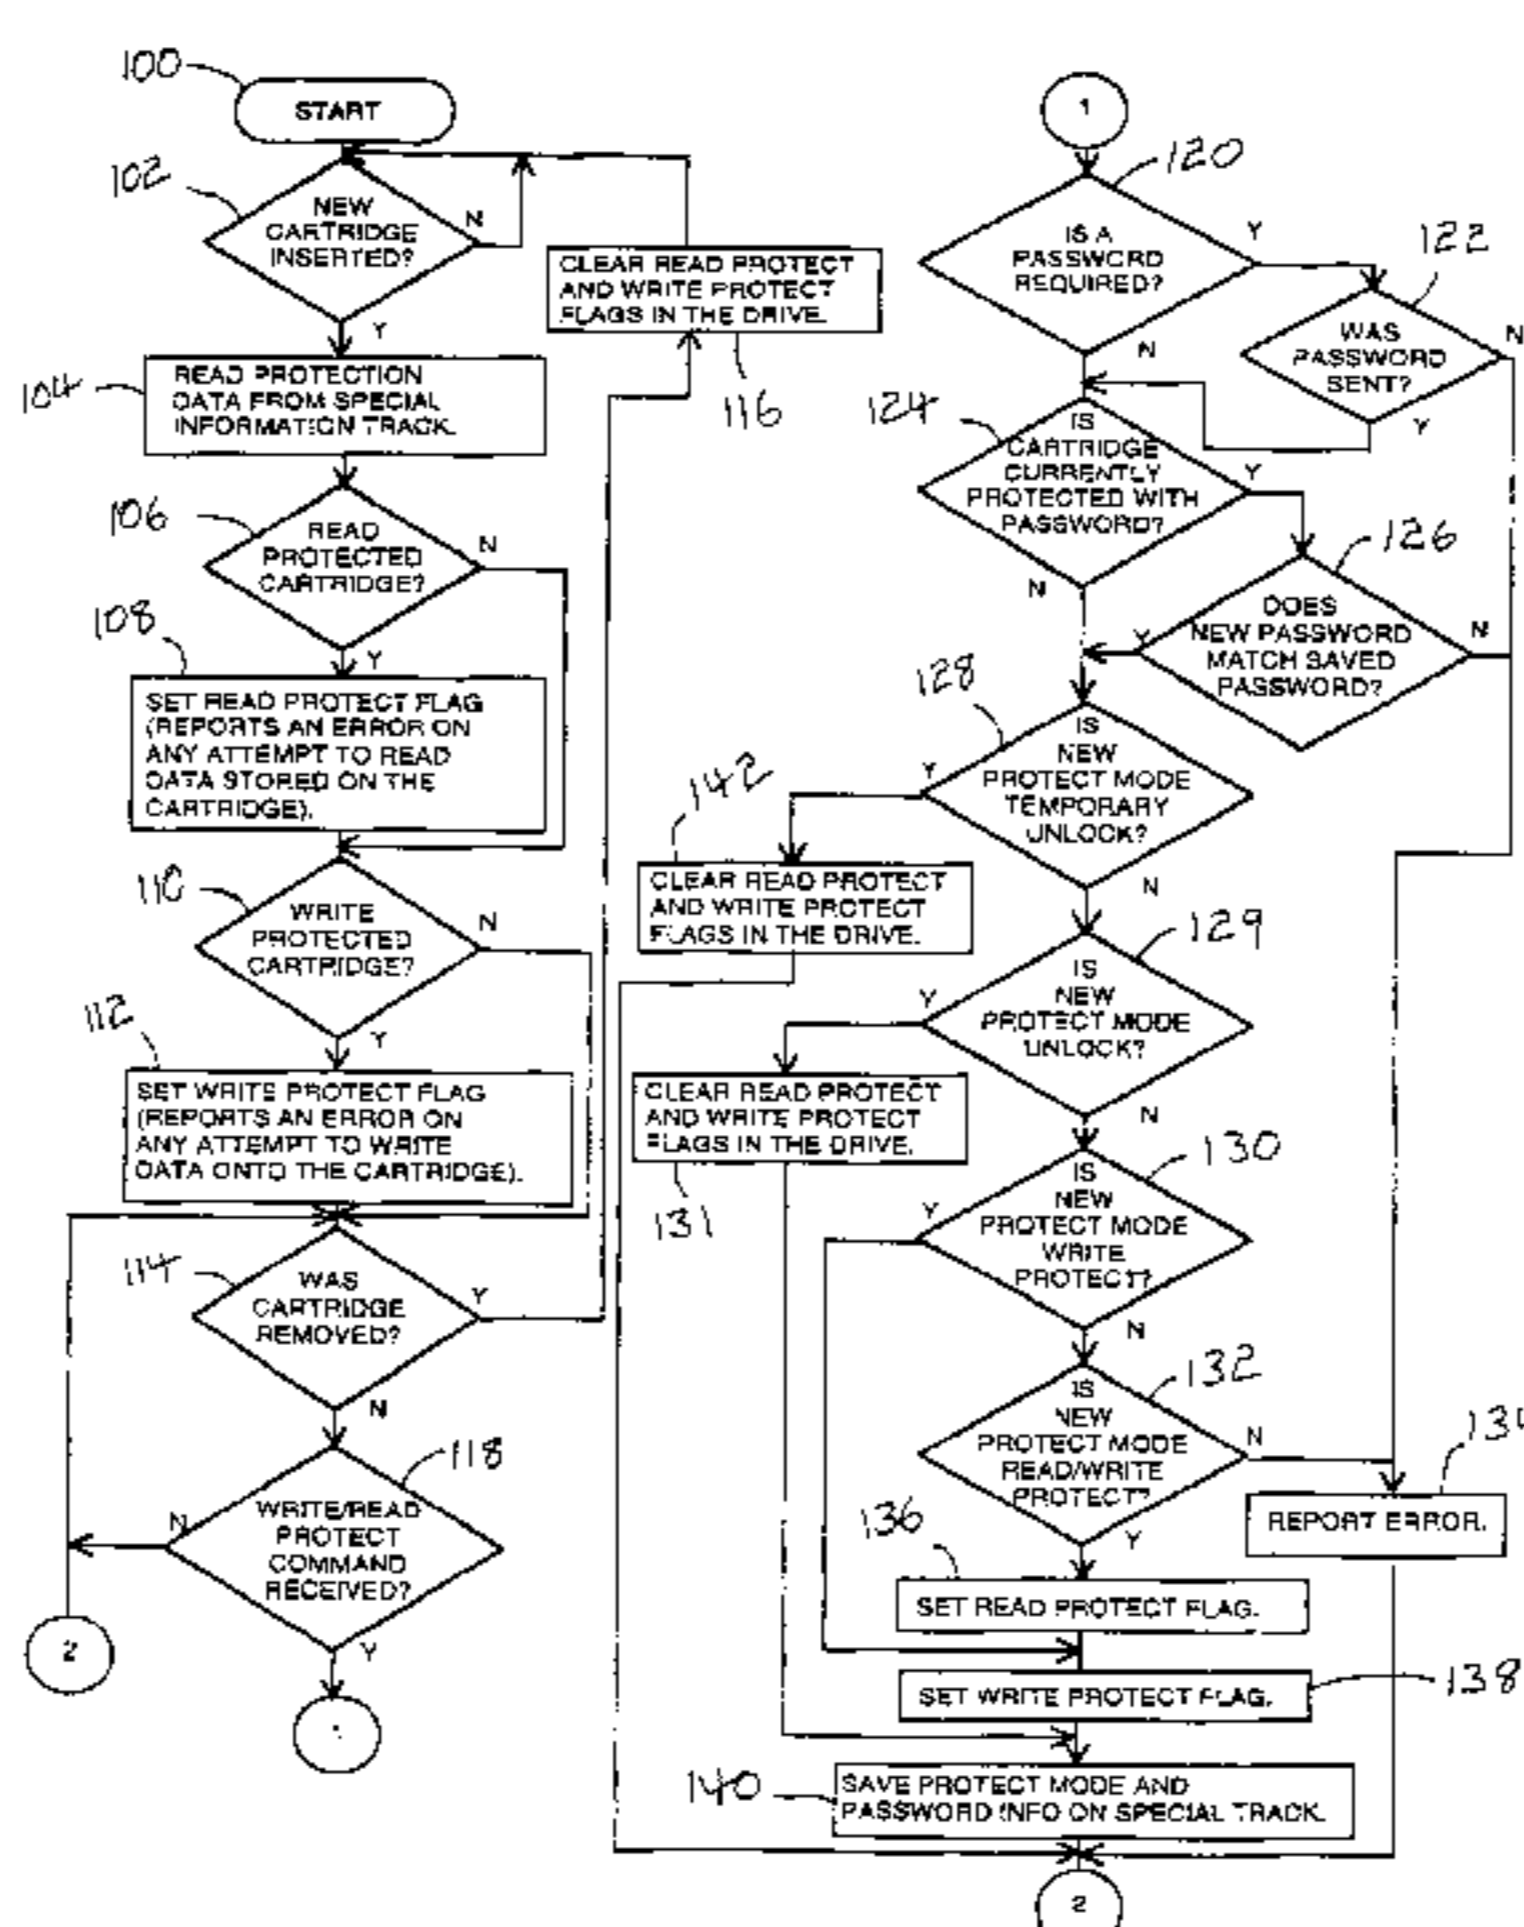 100
START
102
NEW
CARTRIDGE
INSERTED?
N
Y
CLEAR READ PROTECT
AND WRITE PROTECT
FLAGS IN THE DRIVE.
116
104
READ PROTECTION
DATA FROM SPECIAL
INFORMATION TRACK.
106
READ
PROTECTED
CARTRIDGE?
N
Y
108
SET READ PROTECT FLAG
(REPORTS AN ERROR ON
ANY ATTEMPT TO READ
DATA STORED ON THE
CARTRIDGE).
110
WRITE
PROTECTED
CARTRIDGE?
N
Y
112
SET WRITE PROTECT FLAG
(REPORTS AN ERROR ON
ANY ATTEMPT TO WRITE
DATA ONTO THE CARTRIDGE).
114
WAS
CARTRIDGE
REMOVED?
Y
N
118
WRITE/READ
PROTECT
COMMAND
RECEIVED?
N
Y
2
1
1
120
IS A
PASSWORD
REQUIRED?
Y
N
122
WAS
PASSWORD
SENT?
N
Y
124
IS
CARTRIDGE
CURRENTLY
PROTECTED WITH
PASSWORD?
Y
N
126
DOES
NEW PASSWORD
MATCH SAVED
PASSWORD?
Y
N
128
IS
NEW
PROTECT MODE
TEMPORARY
UNLOCK?
Y
N
142
CLEAR READ PROTECT
AND WRITE PROTECT
FLAGS IN THE DRIVE.
129
IS
NEW
PROTECT MODE
UNLOCK?
Y
N
CLEAR READ PROTECT
AND WRITE PROTECT
FLAGS IN THE DRIVE.
131
130
IS
NEW
PROTECT MODE
WRITE
PROTECT?
Y
N
132
IS
NEW
PROTECT MODE
READ/WRITE
PROTECT?
N
Y
REPORT ERROR.
136
SET READ PROTECT FLAG.
SET WRITE PROTECT FLAG.
138
140
SAVE PROTECT MODE AND
PASSWORD INFO ON SPECIAL TRACK.
2